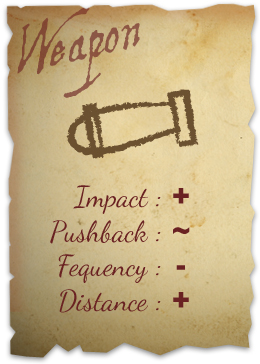 Weapon
Impact : +
Pushback : ~
Fequency : -
Distance : +